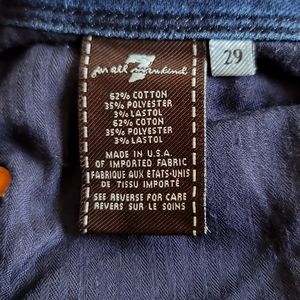 7
for all mankind
29
62% COTTON
35% POLYESTER
3% LASTOL
62% COTON
35% POLYESTER
3% LASTOL
MADE IN U.S.A.
OF IMPORTED FABRIC
FABRIQUE AUX ETATS-UNIS
DE TISSU IMPORTÉ
SEE REVERSE FOR CARE
REVERS SUR LE SOINS